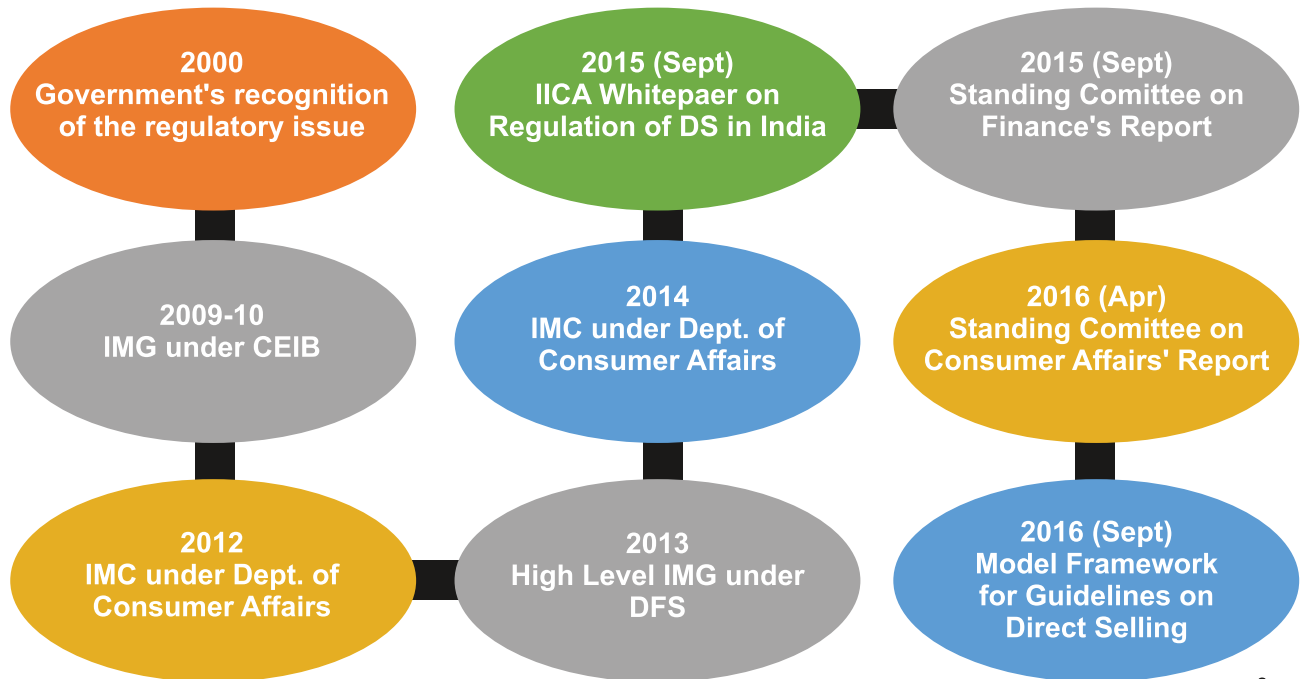 2000
Government's recognition
of the regulatory issue
2009-10
IMG under CEIB
2012
IMC under Dept. of
Consumer Affairs
2013
High Level IMG under
DFS
2014
IMC under Dept. of
Consumer Affairs
2015 (Sept)
IICA Whitepaer on
Regulation of DS in India
2015 (Sept)
Standing Comittee on
Finance's Report
2016 (Apr)
Standing Comittee on
Consumer Affairs' Report
2016 (Sept)
Model Framework
for Guidelines on
Direct Selling